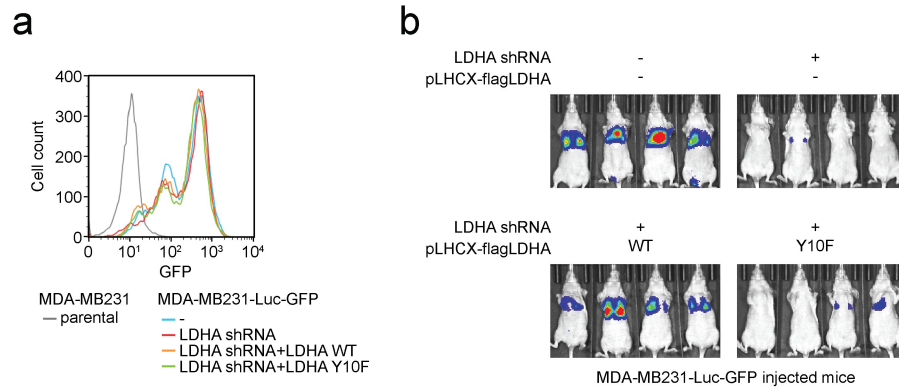 a
400
300
200
100
0
Cell count
0 10¹ 10² 10³ 10⁴
GFP
MDA-MB231
parental
MDA-MB231-Luc-GFP
-
LDHA shRNA
LDHA shRNA+LDHA WT
LDHA shRNA+LDHA Y10F
b
LDHA shRNA - +
pLHCX-flagLDHA - -
LDHA shRNA + +
pLHCX-flagLDHA WT Y10F
MDA-MB231-Luc-GFP injected mice